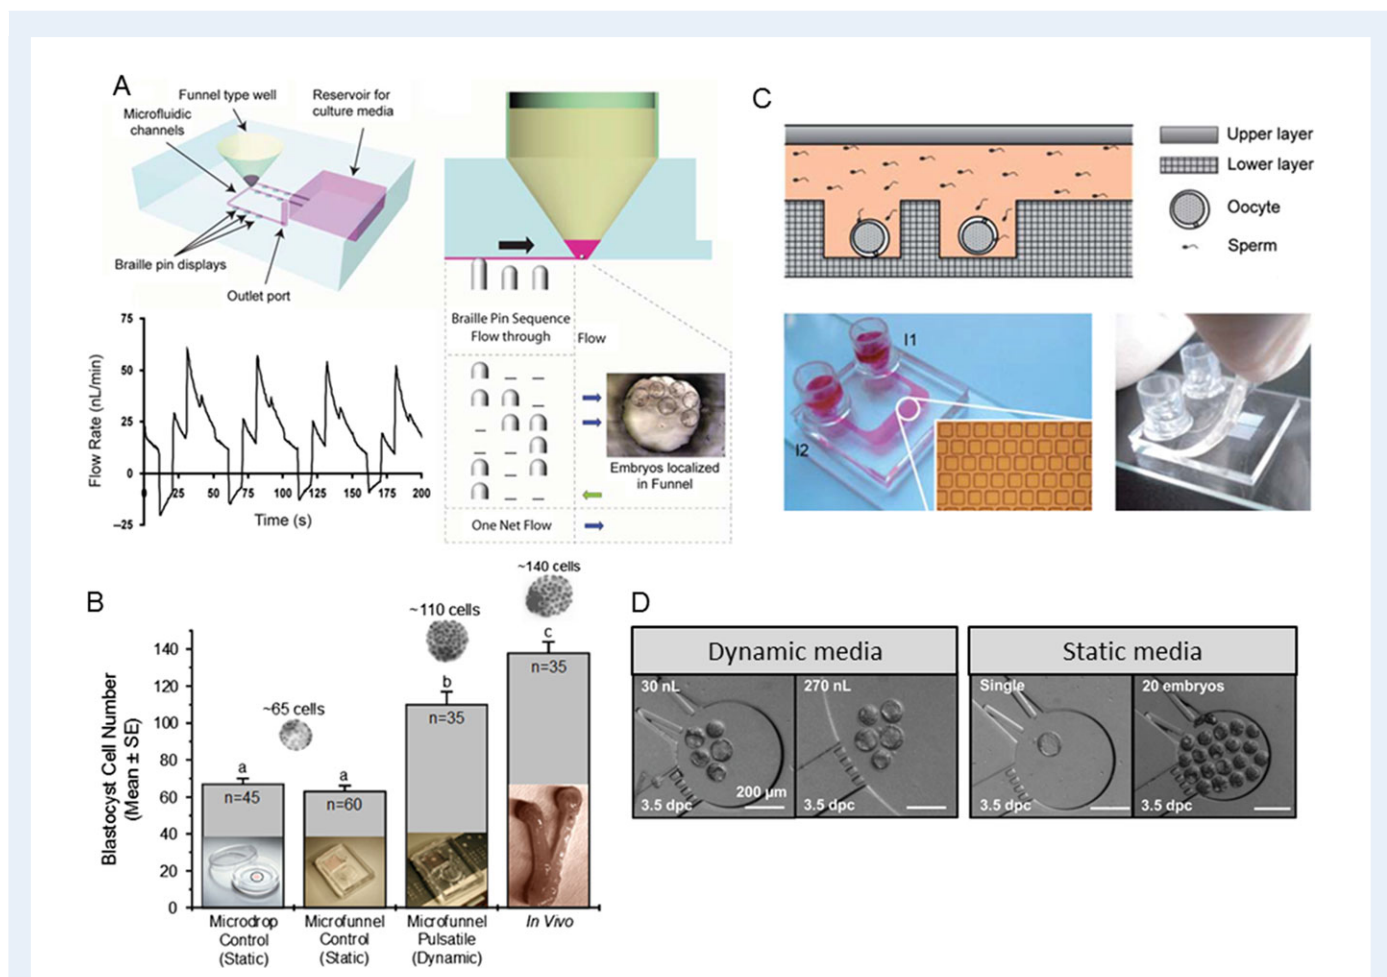 A
Funnel type well
Reservoir for
culture media
Microfluidic
channels
Braille pin displays
Outlet port
75
50
25
0
−25
25
50
75
100
125
150
175
200
Flow Rate (nL/min)
Time (s)
Braille Pin Sequence
Flow through
Flow
Embryos localized
in Funnel
One Net Flow
C
Upper layer
Lower layer
Oocyte
Sperm
I1
I2
B
~140 cells
~110 cells
~65 cells
Blastocyst Cell Number
(Mean ± SE)
140
120
100
80
60
40
20
0
a
n=45
a
n=60
b
n=35
c
n=35
Microdrop
Control
(Static)
Microfunnel
Control
(Static)
Microfunnel
Pulsatile
(Dynamic)
In Vivo
D
Dynamic media
Static media
30 nL
200 µm
3.5 dpc
270 nL
3.5 dpc
Single
3.5 dpc
20 embryos
3.5 dpc